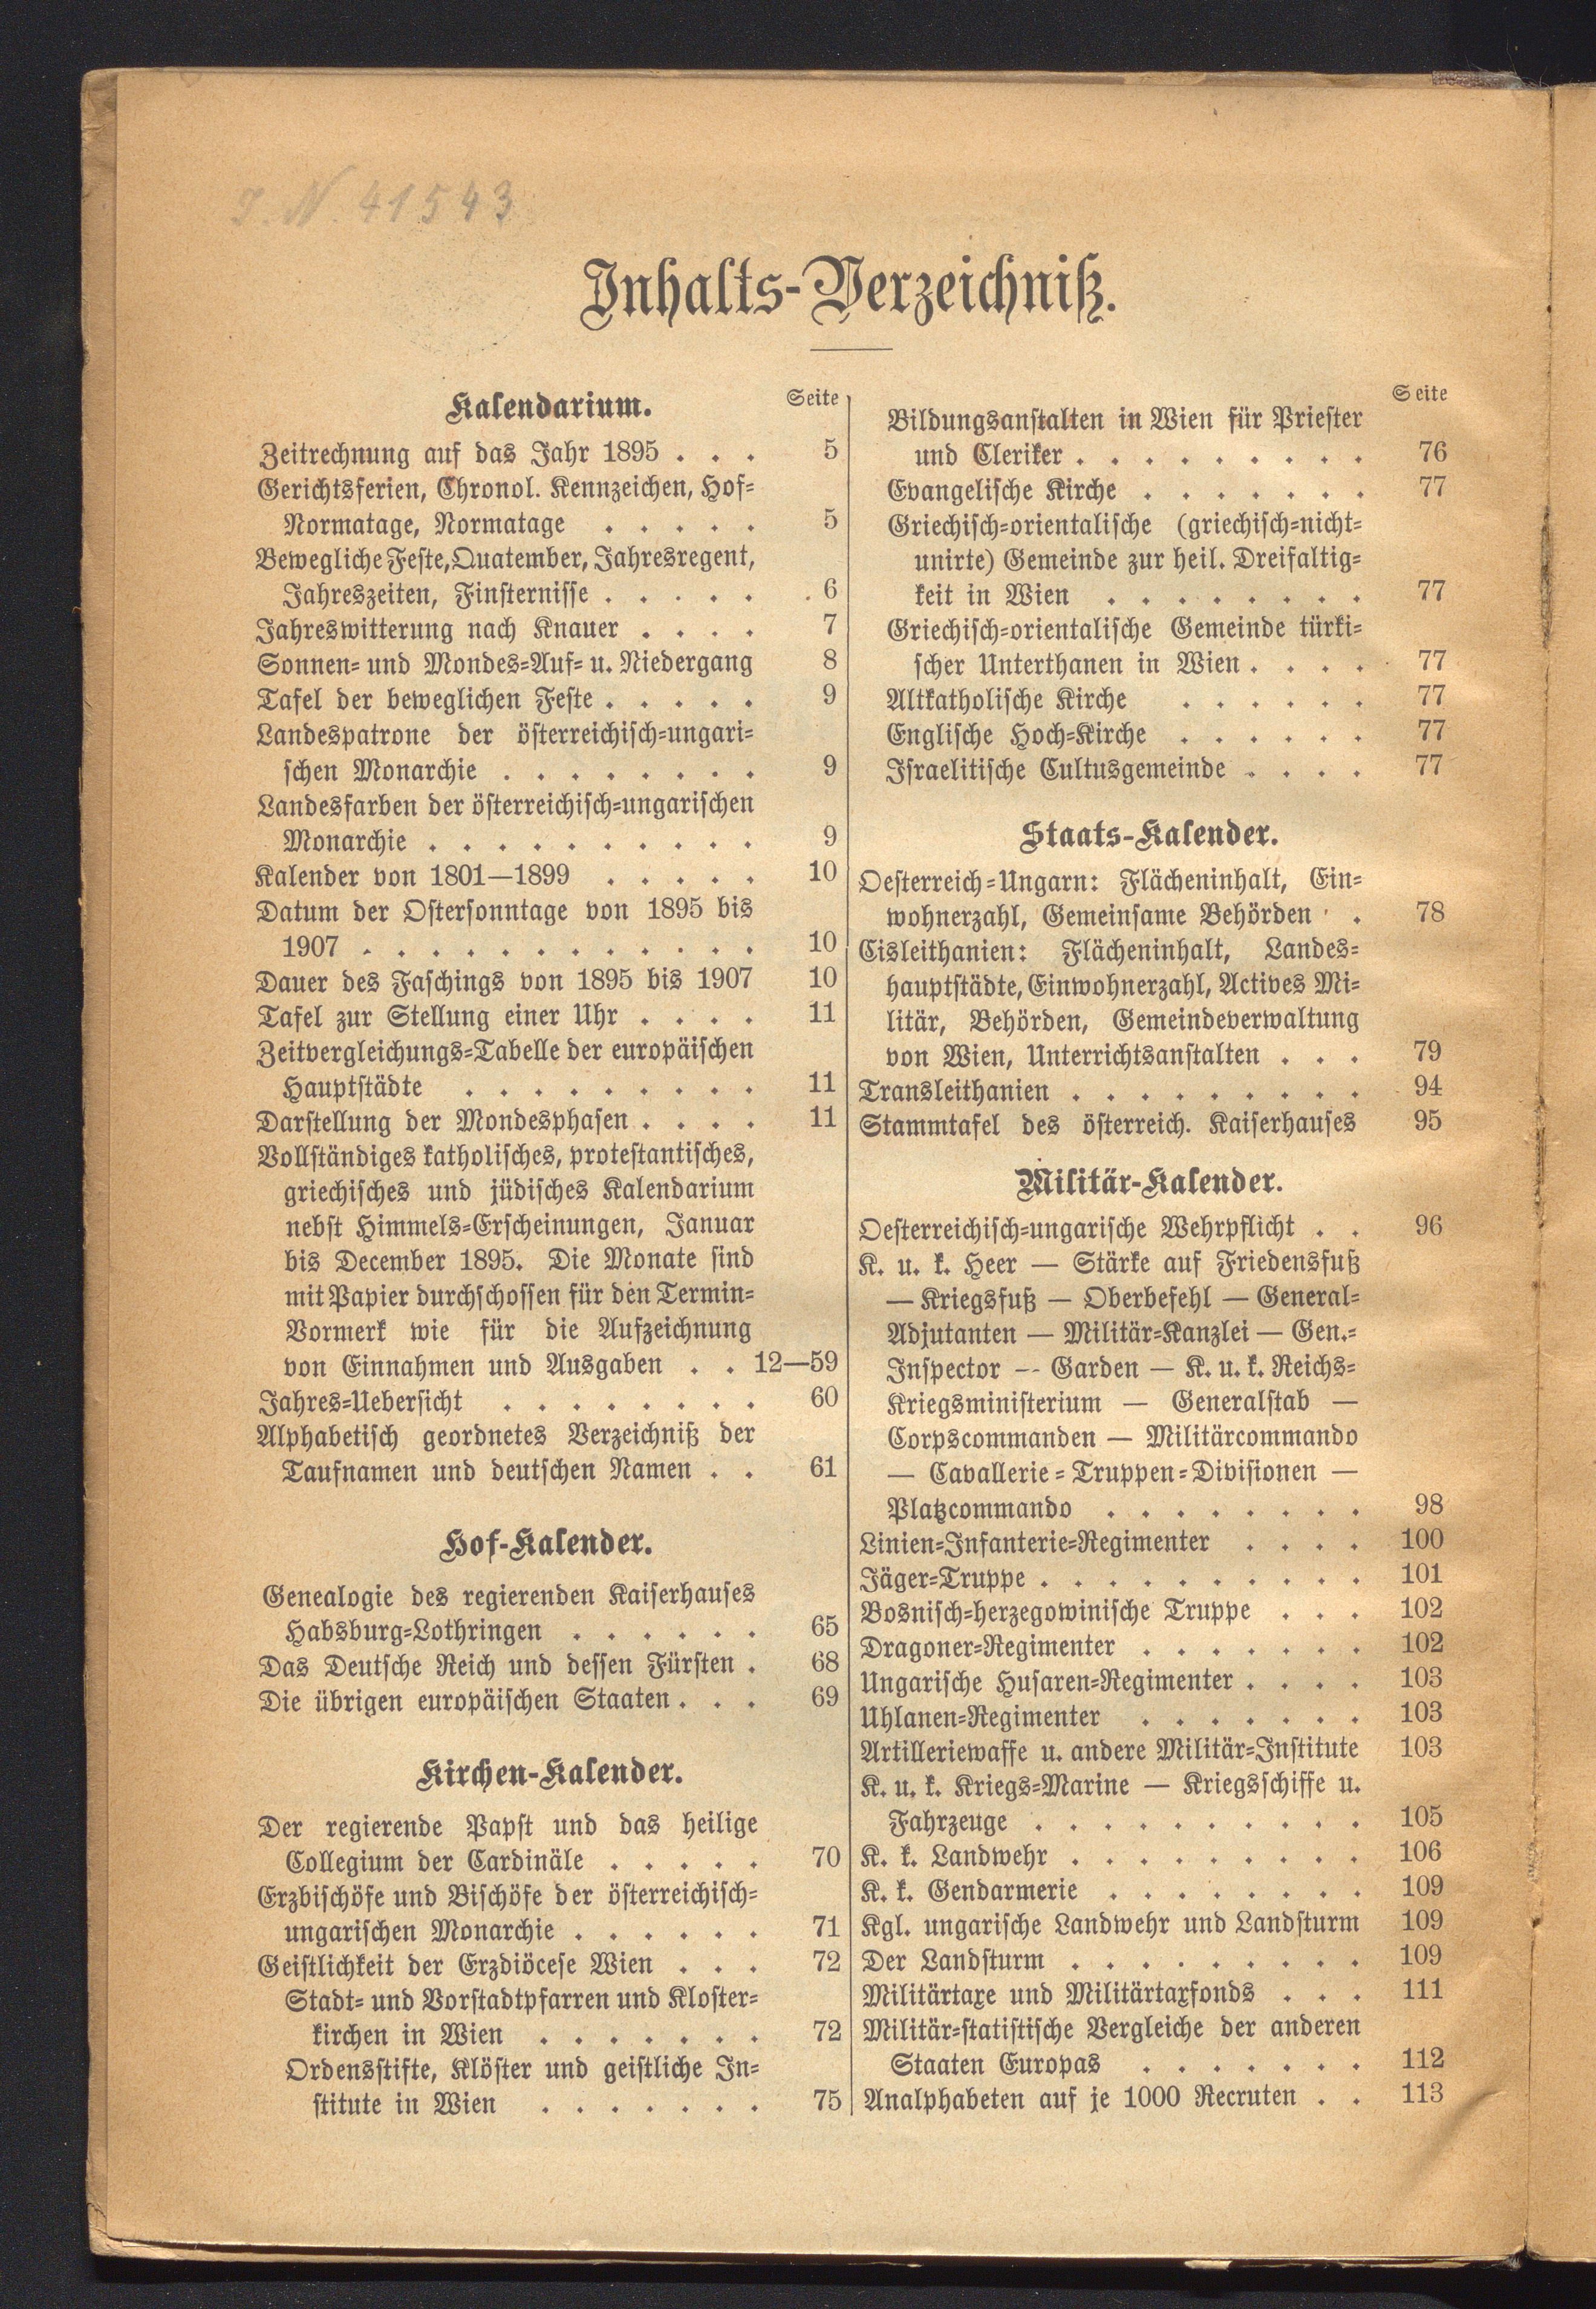 J. N. 41543
Inhalts-Verzeichniß.
Kalendarium.
Seite
Zeitrechnung auf das Jahr 1895 . . . 5
Gerichtsferien, Chronol. Kennzeichen, Hof-
Normatage, Normatage . . . . . 5
Bewegliche Feste, Quatember, Jahresregent,
Jahreszeiten, Finsternisse . . . . . 6
Jahreswitterung nach Knauer . . . . 7
Sonnen- und Mondes-Auf- u. Niedergang 8
Tafel der beweglichen Feste . . . . . 9
Landespatrone der österreichisch-ungari-
schen Monarchie . . . . . . . . 9
Landesfarben der österreichisch-ungarischen
Monarchie . . . . . . . . . . 9
Kalender von 1801—1899 . . . . . 10
Datum der Ostersonntage von 1895 bis
1907 . . . . . . . . . . . . 10
Dauer des Faschings von 1895 bis 1907 10
Tafel zur Stellung einer Uhr . . . . 11
Zeitvergleichungs-Tabelle der europäischen
Hauptstädte . . . . . . . . . 11
Darstellung der Mondesphasen . . . . 11
Vollständiges katholisches, protestantisches,
griechisches und jüdisches Kalendarium
nebst Himmels-Erscheinungen, Januar
bis December 1895. Die Monate sind
mit Papier durchschossen für den Termin-
Vormerk wie für die Aufzeichnung
von Einnahmen und Ausgaben . . 12—59
Jahres-Uebersicht . . . . . . . . 60
Alphabetisch geordnetes Verzeichniß der
Taufnamen und deutschen Namen . . 61
Hof-Kalender.
Genealogie des regierenden Kaiserhauses
Habsburg-Lothringen . . . . . . 65
Das Deutsche Reich und dessen Fürsten . 68
Die übrigen europäischen Staaten . . . 69
Kirchen-Kalender.
Der regierende Papst und das heilige
Collegium der Cardinäle . . . . . 70
Erzbischöfe und Bischöfe der österreichisch-
ungarischen Monarchie . . . . . . 71
Geistlichkeit der Erzdiöcese Wien . . . 72
Stadt- und Vorstadtpfarren und Kloster-
kirchen in Wien . . . . . . . 72
Ordensstifte, Klöster und geistliche In-
stitute in Wien . . . . . . . 75
Seite
Bildungsanstalten in Wien für Priester
und Cleriker . . . . . . . . . 76
Evangelische Kirche . . . . . . . 77
Griechisch-orientalische (griechisch-nicht-
unirte) Gemeinde zur heil. Dreifaltig-
keit in Wien . . . . . . . . 77
Griechisch-orientalische Gemeinde türki-
scher Unterthanen in Wien . . . . 77
Altkatholische Kirche . . . . . . 77
Englische Hoch-Kirche . . . . . . 77
Israelitische Cultusgemeinde . . . . 77
Staats-Kalender.
Oesterreich-Ungarn: Flächeninhalt, Ein-
wohnerzahl, Gemeinsame Behörden . 78
Cisleithanien: Flächeninhalt, Landes-
hauptstädte, Einwohnerzahl, Actives Mi-
litär, Behörden, Gemeindeverwaltung
von Wien, Unterrichtsanstalten . . . 79
Transleithanien . . . . . . . . . 94
Stammtafel des österreich. Kaiserhauses 95
Militär-Kalender.
Oesterreichisch-ungarische Wehrpflicht . . 96
K. u. k. Heer — Stärke auf Friedensfuß
— Kriegsfuß — Oberbefehl — General-
Adjutanten — Militär-Kanzlei — Gen.-
Inspector — Garden — K. u. k. Reichs-
Kriegsministerium — Generalstab —
Corpscommanden — Militärcommando
— Cavallerie-Truppen-Divisionen —
Platzcommando . . . . . . . . 98
Linien-Infanterie-Regimenter . . . . 100
Jäger-Truppe . . . . . . . . . . 101
Bosnisch-herzegowinische Truppe . . . 102
Dragoner-Regimenter . . . . . . . 102
Ungarische Husaren-Regimenter . . . . 103
Uhlanen-Regimenter . . . . . . . 103
Artilleriewaffe u. andere Militär-Institute 103
K. u. k. Kriegs-Marine — Kriegsschiffe u.
Fahrzeuge . . . . . . . . . . 105
K. k. Landwehr . . . . . . . . . 106
K. k. Gendarmerie . . . . . . . . 109
Kgl. ungarische Landwehr und Landsturm 109
Der Landsturm . . . . . . . . . 109
Militärtaxe und Militärtaxfonds . . . 111
Militär-statistische Vergleiche der anderen
Staaten Europas . . . . . . . 112
Analphabeten auf je 1000 Recruten . . 113